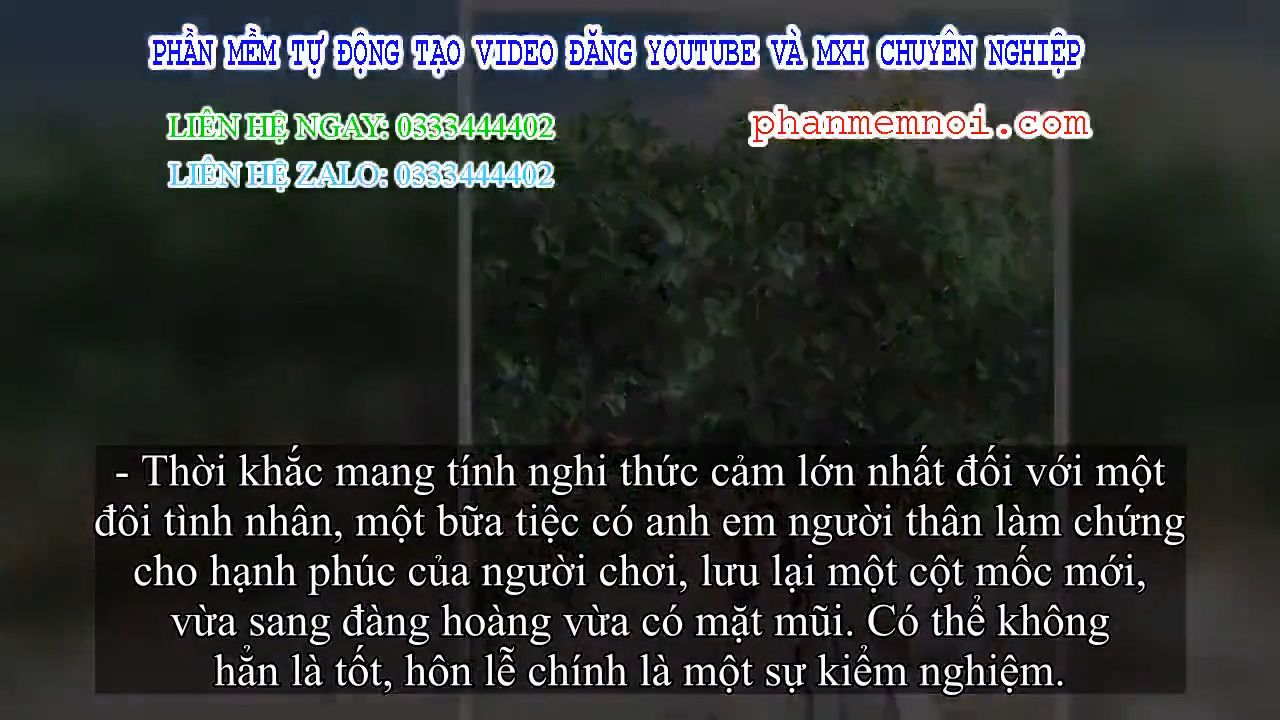 PHẦN MỀM TỰ ĐỘNG TẠO VIDEO ĐĂNG YOUTUBE VÀ MXH CHUYÊN NGHIỆP
LIÊN HỆ NGAY: 0333444402
phanmemnoi.com
LIÊN HỆ ZALO: 0333444402
- Thời khắc mang tính nghi thức cảm lớn nhất đối với một
đôi tình nhân, một bữa tiệc có anh em người thân làm chứng
cho hạnh phúc của người chơi, lưu lại một cột mốc mới,
vừa sang đàng hoàng vừa có mặt mũi. Có thể không
hẳn là tốt, hôn lễ chính là một sự kiểm nghiệm.